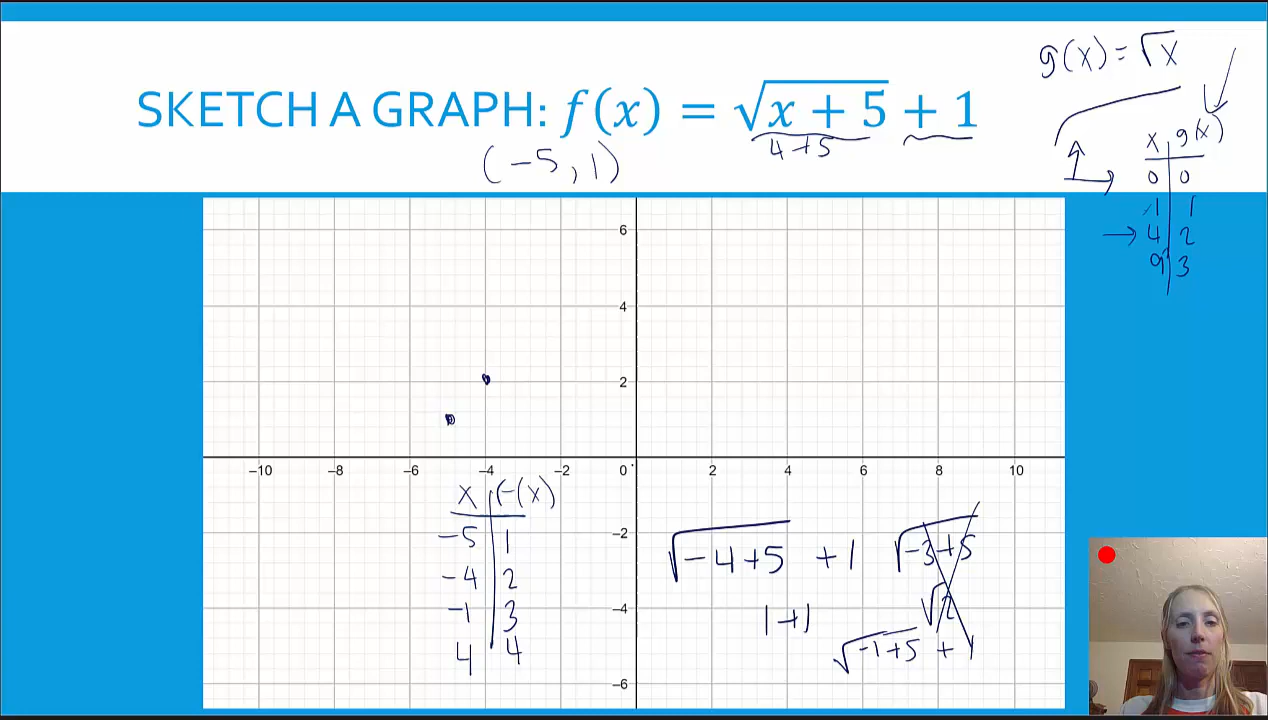 g(x) = √x
SKETCH A GRAPH: f(x) = √x + 5 + 1
4+5
(-5, 1)
x | g(x)
0 | 0
1 | 1
4 | 2
9 | 3
6
4
2
-10 -8 -6 -4 -2 0 2 4 6 8 10
-2
-4
-6
x | f(x)
-5 | 1
-4 | 2
-1 | 3
4 | 4
√-4+5 +1
1+1
√-3+5
√2
√-1+5 + 1